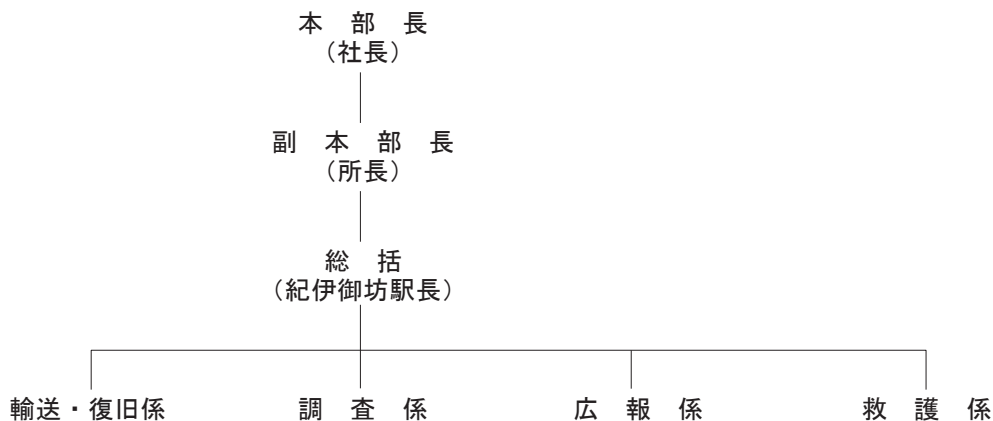 本部長
（社長）
副本部長
（所長）
総括
（紀伊御坊駅長）
輸送・復旧係 調査係 広報係 救護係